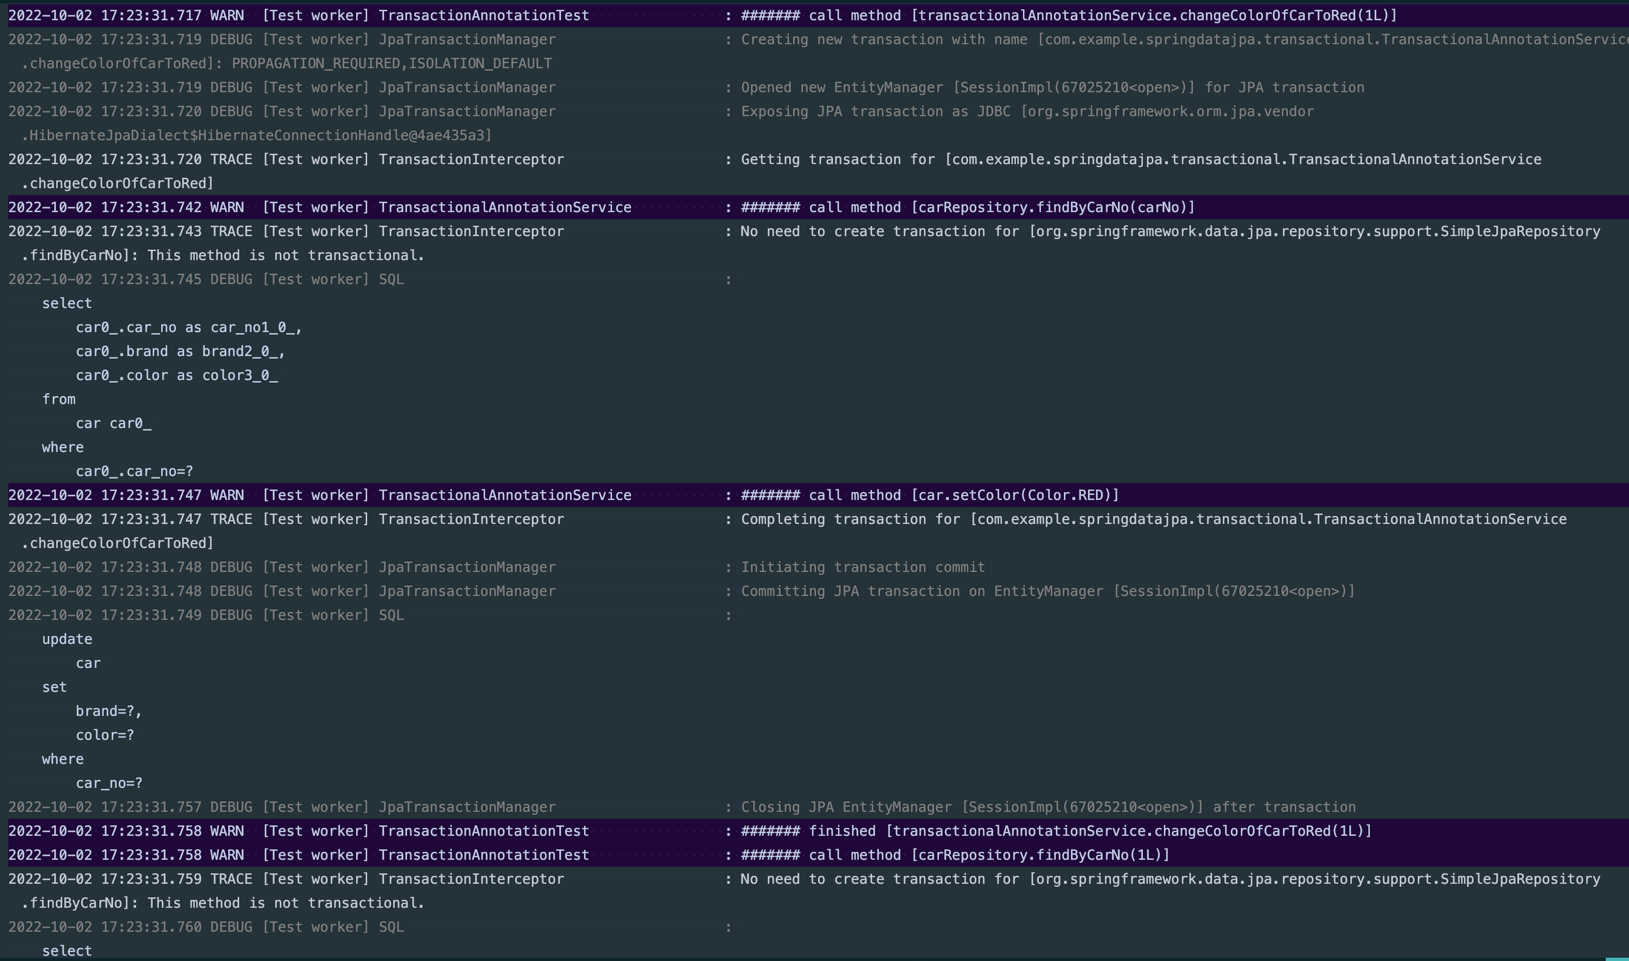 2022-10-02 17:23:31.717 WARN  [Test worker] TransactionAnnotationTest : ####### call method [transactionalAnnotationService.changeColorOfCarToRed(1L)]
2022-10-02 17:23:31.719 DEBUG [Test worker] JpaTransactionManager : Creating new transaction with name [com.example.springdatajpa.transactional.TransactionalAnnotationService
.changeColorOfCarToRed]: PROPAGATION_REQUIRED,ISOLATION_DEFAULT
2022-10-02 17:23:31.719 DEBUG [Test worker] JpaTransactionManager : Opened new EntityManager [SessionImpl(67025210<open>)] for JPA transaction
2022-10-02 17:23:31.720 DEBUG [Test worker] JpaTransactionManager : Exposing JPA transaction as JDBC [org.springframework.orm.jpa.vendor
.HibernateJpaDialect$HibernateConnectionHandle@4ae435a3]
2022-10-02 17:23:31.720 TRACE [Test worker] TransactionInterceptor : Getting transaction for [com.example.springdatajpa.transactional.TransactionalAnnotationService
.changeColorOfCarToRed]
2022-10-02 17:23:31.742 WARN  [Test worker] TransactionalAnnotationService : ####### call method [carRepository.findByCarNo(carNo)]
2022-10-02 17:23:31.743 TRACE [Test worker] TransactionInterceptor : No need to create transaction for [org.springframework.data.jpa.repository.support.SimpleJpaRepository
.findByCarNo]: This method is not transactional.
2022-10-02 17:23:31.745 DEBUG [Test worker] SQL :
select
car0_.car_no as car_no1_0_,
car0_.brand as brand2_0_,
car0_.color as color3_0_
from
car car0_
where
car0_.car_no=?
2022-10-02 17:23:31.747 WARN  [Test worker] TransactionalAnnotationService : ####### call method [car.setColor(Color.RED)]
2022-10-02 17:23:31.747 TRACE [Test worker] TransactionInterceptor : Completing transaction for [com.example.springdatajpa.transactional.TransactionalAnnotationService
.changeColorOfCarToRed]
2022-10-02 17:23:31.748 DEBUG [Test worker] JpaTransactionManager : Initiating transaction commit
2022-10-02 17:23:31.748 DEBUG [Test worker] JpaTransactionManager : Committing JPA transaction on EntityManager [SessionImpl(67025210<open>)]
2022-10-02 17:23:31.749 DEBUG [Test worker] SQL :
update
car
set
brand=?,
color=?
where
car_no=?
2022-10-02 17:23:31.757 DEBUG [Test worker] JpaTransactionManager : Closing JPA EntityManager [SessionImpl(67025210<open>)] after transaction
2022-10-02 17:23:31.758 WARN  [Test worker] TransactionAnnotationTest : ####### finished [transactionalAnnotationService.changeColorOfCarToRed(1L)]
2022-10-02 17:23:31.758 WARN  [Test worker] TransactionAnnotationTest : ####### call method [carRepository.findByCarNo(1L)]
2022-10-02 17:23:31.759 TRACE [Test worker] TransactionInterceptor : No need to create transaction for [org.springframework.data.jpa.repository.support.SimpleJpaRepository
.findByCarNo]: This method is not transactional.
2022-10-02 17:23:31.760 DEBUG [Test worker] SQL :
select